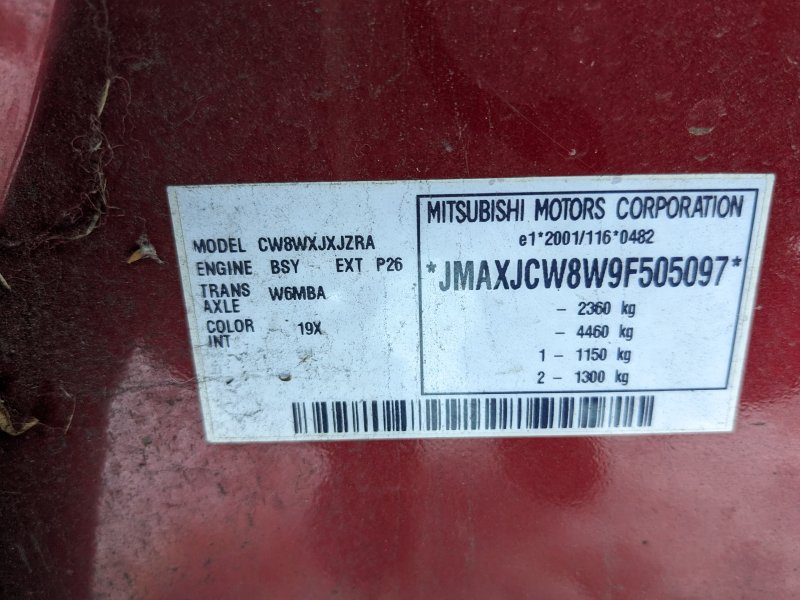 MODEL CW8WXJXJZRA
ENGINE BSY EXT P26
TRANS AXLE W6MBA
COLOR INT 19X
MITSUBISHI MOTORS CORPORATION
e1*2001/116*0482
*JMAXJCW8W9F505097*
– 2360 kg
– 4460 kg
1 – 1150 kg
2 – 1300 kg